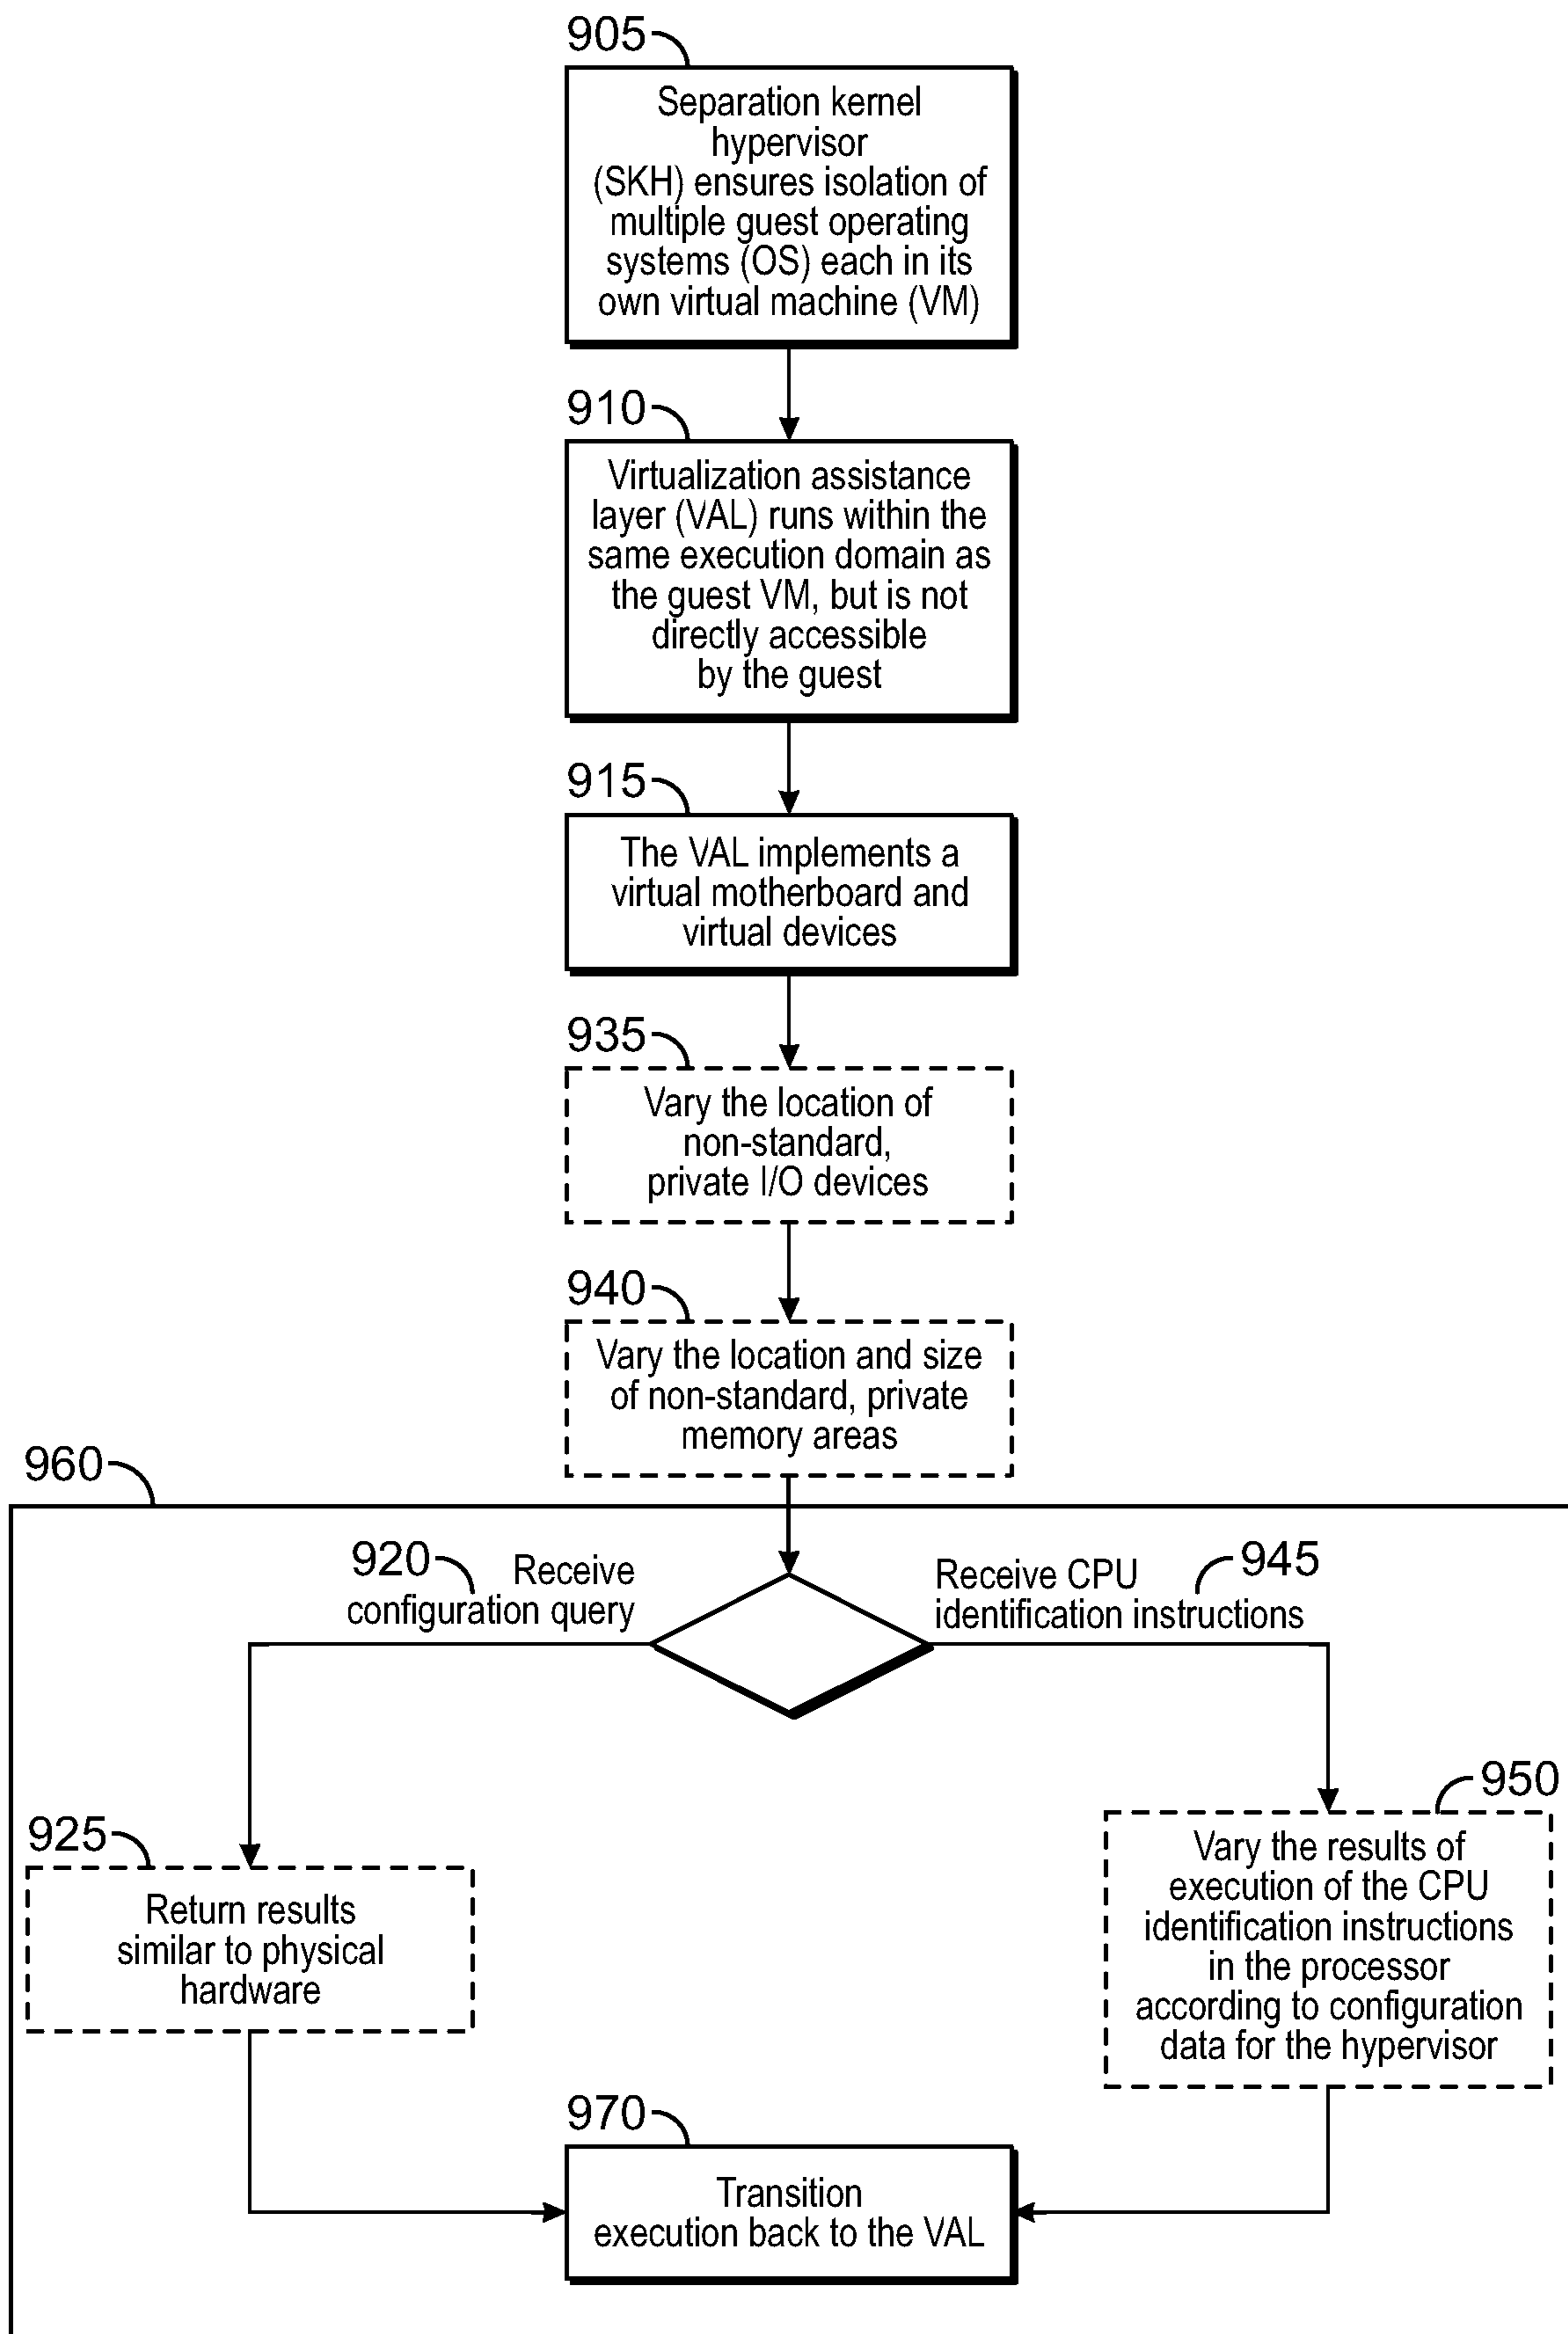 905
Separation kernel
hypervisor
(SKH) ensures isolation of
multiple guest operating
systems (OS) each in its
own virtual machine (VM)
910
Virtualization assistance
layer (VAL) runs within the
same execution domain as
the guest VM, but is not
directly accessible
by the guest
915
The VAL implements a
virtual motherboard and
virtual devices
935
Vary the location of
non-standard,
private I/O devices
940
Vary the location and size
of non-standard, private
memory areas
960
920
Receive
configuration query
Receive CPU
identification instructions
945
925
Return results
similar to physical
hardware
950
Vary the results of
execution of the CPU
identification instructions
in the processor
according to configuration
data for the hypervisor
970
Transition
execution back to the VAL